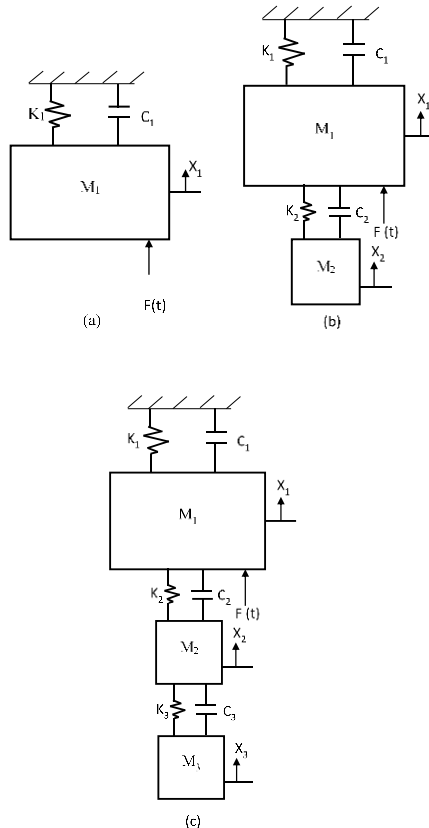 K1
C1
M1
X1
F(t)
(a)
K1
C1
M1
X1
K2
C2
F (t)
M2
X2
(b)
K1
C1
M1
X1
K2
C2
F (t)
M2
X2
K3
C3
X3
(c)